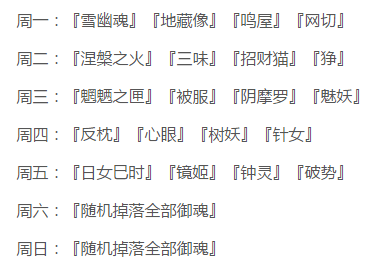 周一：『雪幽魂』『地藏像』『鸣屋』『网切』
周二：『涅槃之火』『三味』『招财猫』『狰』
周三：『魍魉之匣』『被服』『阴摩罗』『魅妖』
周四：『反枕』『心眼』『树妖』『针女』
周五：『日女巳时』『镜姬』『钟灵』『破势』
周六：『随机掉落全部御魂』
周日：『随机掉落全部御魂』